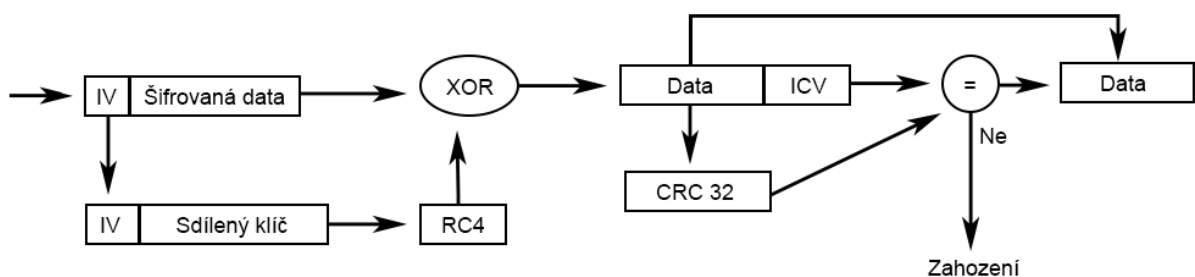 IV Šifrovaná data
XOR
Data ICV
=
Data
Ne
CRC 32
IV Sdílený klíč
RC4
Zahození